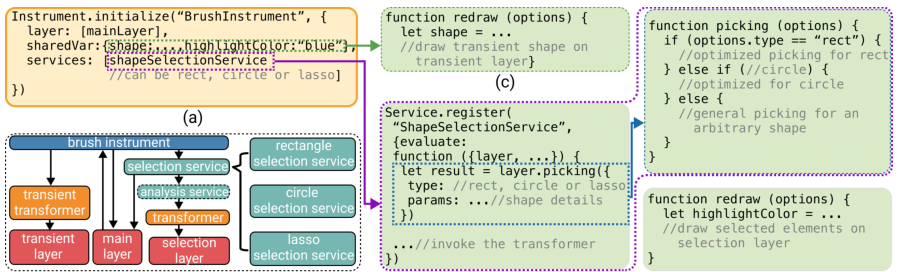 Instrument.initialize(“BrushInstrument”, {
layer: [mainLayer],
sharedVar:{shape:...,highlightColor:“blue”},
services: [shapeSelectionService
//can be rect, circle or lasso]
})
(a)
brush instrument
selection service
analysis service
transient
transformer
transformer
transient
layer
main
layer
selection
layer
rectangle
selection service
circle
selection service
lasso
selection service
function redraw (options) {
let shape = ...
//draw transient shape on
transient layer}
(c)
Service.register(
“ShapeSelectionService”,
{evaluate:
function ({layer, ...}) {
let result = layer.picking({
type: //rect, circle or lasso
params: ...//shape details
})
...//invoke the transformer
})
function picking (options) {
if (options.type == “rect”) {
//optimized picking for rect
} else if (//circle) {
//optimized for circle
} else {
//general picking for an
arbitrary shape
}
}
function redraw (options) {
let highlightColor = ...
//draw selected elements on
selection layer
}